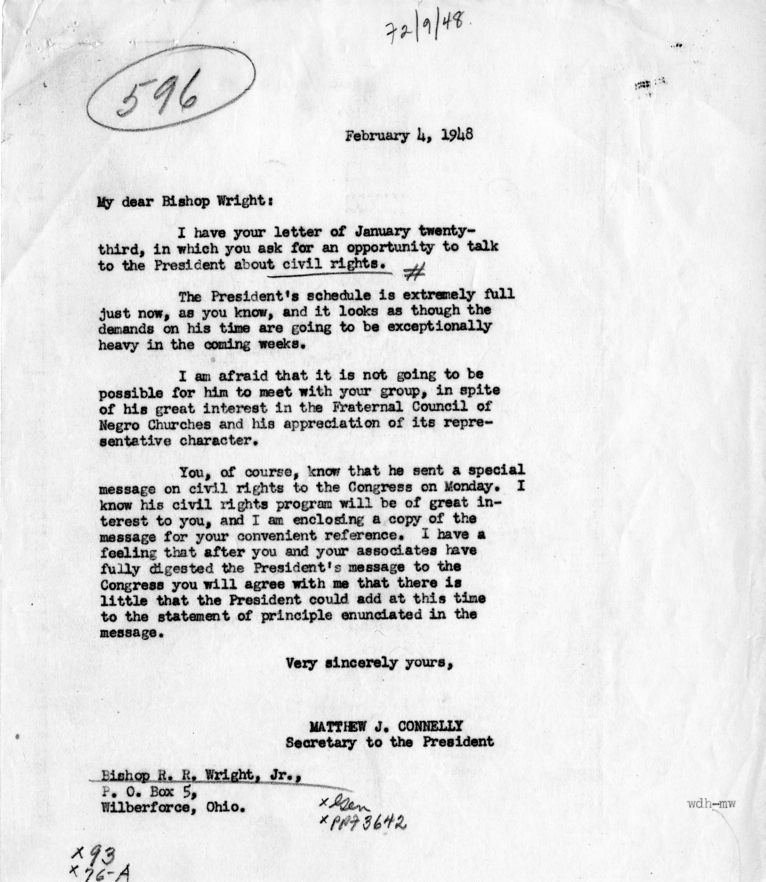 72/9/48
596
February 4, 1948
My dear Bishop Wright:
I have your letter of January twenty-
third, in which you ask for an opportunity to talk
to the President about civil rights. #
The President's schedule is extremely full
just now, as you know, and it looks as though the
demands on his time are going to be exceptionally
heavy in the coming weeks.
I am afraid that it is not going to be
possible for him to meet with your group, in spite
of his great interest in the Fraternal Council of
Negro Churches and his appreciation of its repre-
sentative character.
You, of course, know that he sent a special
message on civil rights to the Congress on Monday. I
know his civil rights program will be of great in-
terest to you, and I am enclosing a copy of the
message for your convenient reference. I have a
feeling that after you and your associates have
fully digested the President's message to the
Congress you will agree with me that there is
little that the President could add at this time
to the statement of principle enunciated in the
message.
Very sincerely yours,
MATTHEW J. CONNELLY
Secretary to the President
Bishop R. R. Wright, Jr.,
P. O. Box 5,
Wilberforce, Ohio.
wdh-mw
x
x PPF3642
x 93
x 76-A